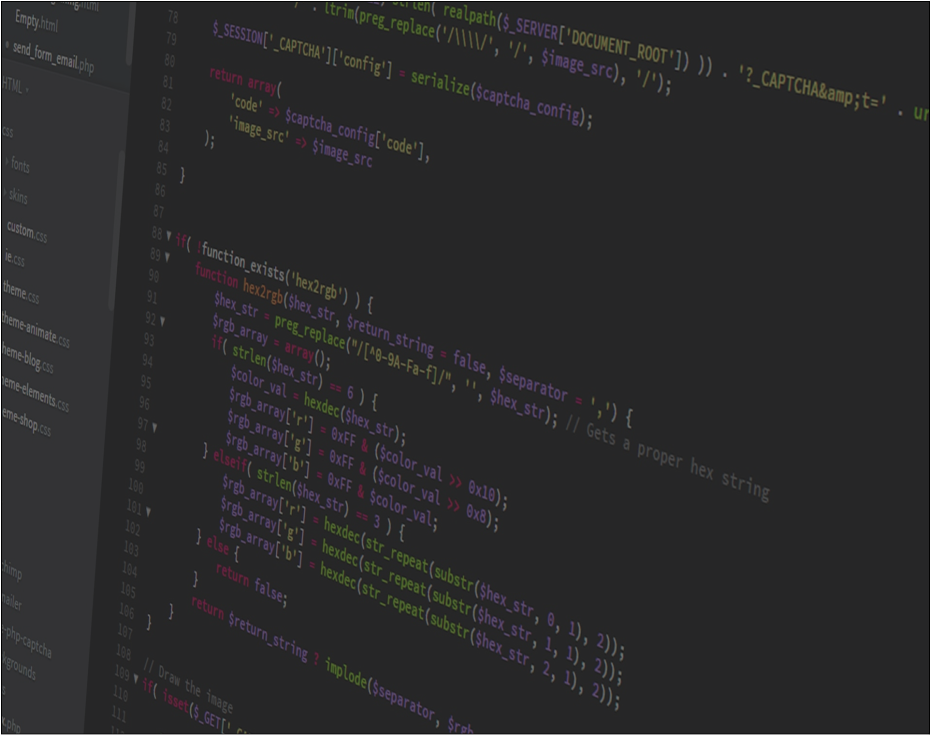 Empty.html
send_form_email.php
HTML
css
fonts
skins
custom.css
ie.css
theme.css
theme-animate.css
heme-blog.css
eme-elements.css
eme-shop.css
himp
mailer
-php-captcha
kgrounds
.php
78 strlen( realpath($_SERVER['DOCUMENT_ROOT']) )) . '?_CAPTCHA&amp;t=' . ur
79 . ltrim(preg_replace('/\\\\/', '/', $image_src), '/');
80 $_SESSION['_CAPTCHA']['config'] = serialize($captcha_config);
81 return array(
82 'code' => $captcha_config['code'],
83 'image_src' => $image_src
84 );
85 }
86
87
88 if( !function_exists('hex2rgb') ) {
89 function hex2rgb($hex_str, $return_string = false, $separator = ',') {
90 $hex_str = preg_replace("/[^0-9A-Fa-f]/", '', $hex_str); // Gets a proper hex string
91 $rgb_array = array();
92 if( strlen($hex_str) == 6 ) {
93 $color_val = hexdec($hex_str);
94 $rgb_array['r'] = 0xFF & ($color_val >> 0x10);
95 $rgb_array['g'] = 0xFF & ($color_val >> 0x8);
96 $rgb_array['b'] = 0xFF & $color_val;
97 } elseif( strlen($hex_str) == 3 ) {
98 $rgb_array['r'] = hexdec(str_repeat(substr($hex_str, 0, 1), 2));
99 $rgb_array['g'] = hexdec(str_repeat(substr($hex_str, 1, 1), 2));
100 $rgb_array['b'] = hexdec(str_repeat(substr($hex_str, 2, 1), 2));
101 } else {
102 return false;
103 }
104 return $return_string ? implode($separator, $rgb
105 }
106 }
107
108 // Draw the image
109 if( isset($_GET['
110
111